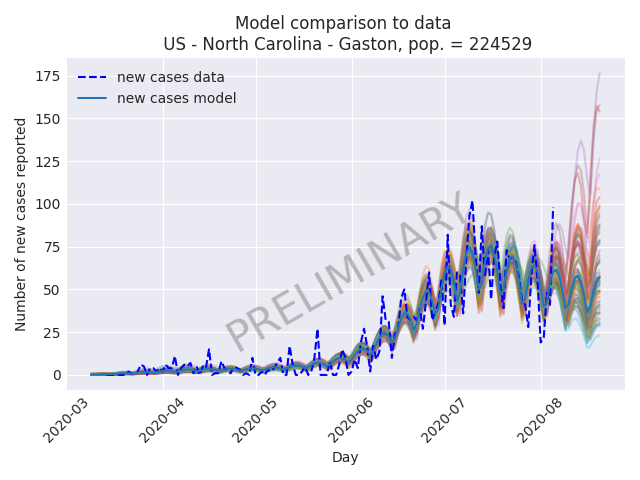 Model comparison to data
US - North Carolina - Gaston, pop. = 224529
new cases data
new cases model
PRELIMINARY
Number of new cases reported
175
150
125
100
75
50
25
0
2020-03
2020-04
2020-05
2020-06
2020-07
2020-08
Day